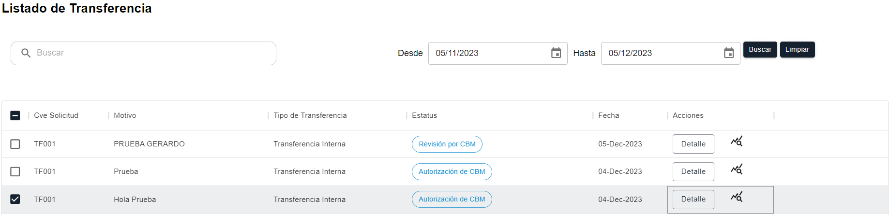 Listado de Transferencia
Buscar Desde 05/11/2023 Hasta 05/12/2023 Buscar Limpiar
Cve Solicitud Motivo Tipo de Transferencia Estatus Fecha Acciones
TF001 PRUEBA GERARDO Transferencia Interna Revisión por CBM 05-Dec-2023 Detalle
TF001 Prueba Transferencia Interna Autorización de CBM 04-Dec-2023 Detalle
TF001 Hola Prueba Transferencia Interna Autorización de CBM 04-Dec-2023 Detalle